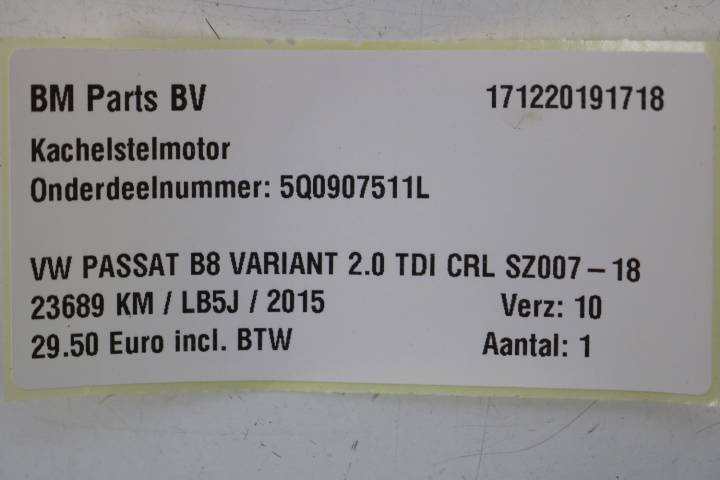 BM Parts BV 171220191718
Kachelstelmotor
Onderdeelnummer: 5Q0907511L
VW PASSAT B8 VARIANT 2.0 TDI CRL SZ007-18
23689 KM / LB5J / 2015 Verz: 10
29.50 Euro incl. BTW Aantal: 1